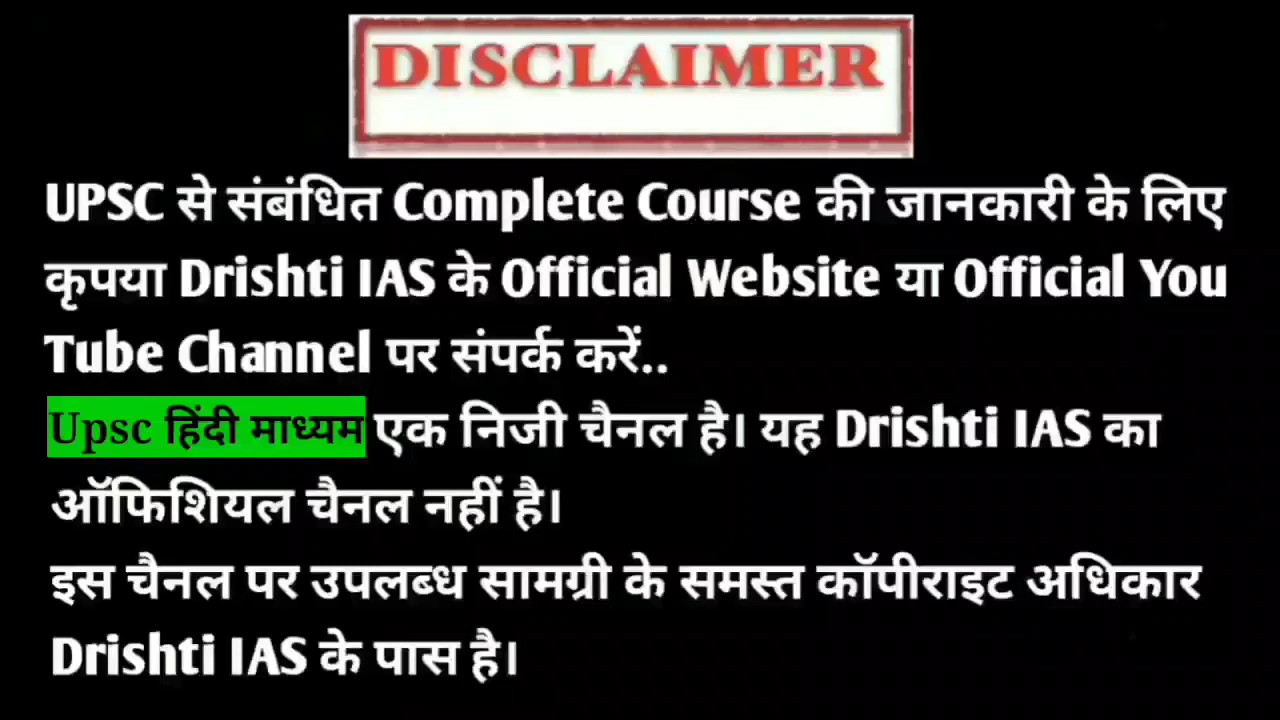 DISCLAIMER
UPSC से संबंधित Complete Course की जानकारी के लिए
कृपया Drishti IAS के Official Website या Official You
Tube Channel पर संपर्क करें..
Upsc हिंदी माध्यम एक निजी चैनल है। यह Drishti IAS का
ऑफिशियल चैनल नहीं है।
इस चैनल पर उपलब्ध सामग्री के समस्त कॉपीराइट अधिकार
Drishti IAS के पास है।